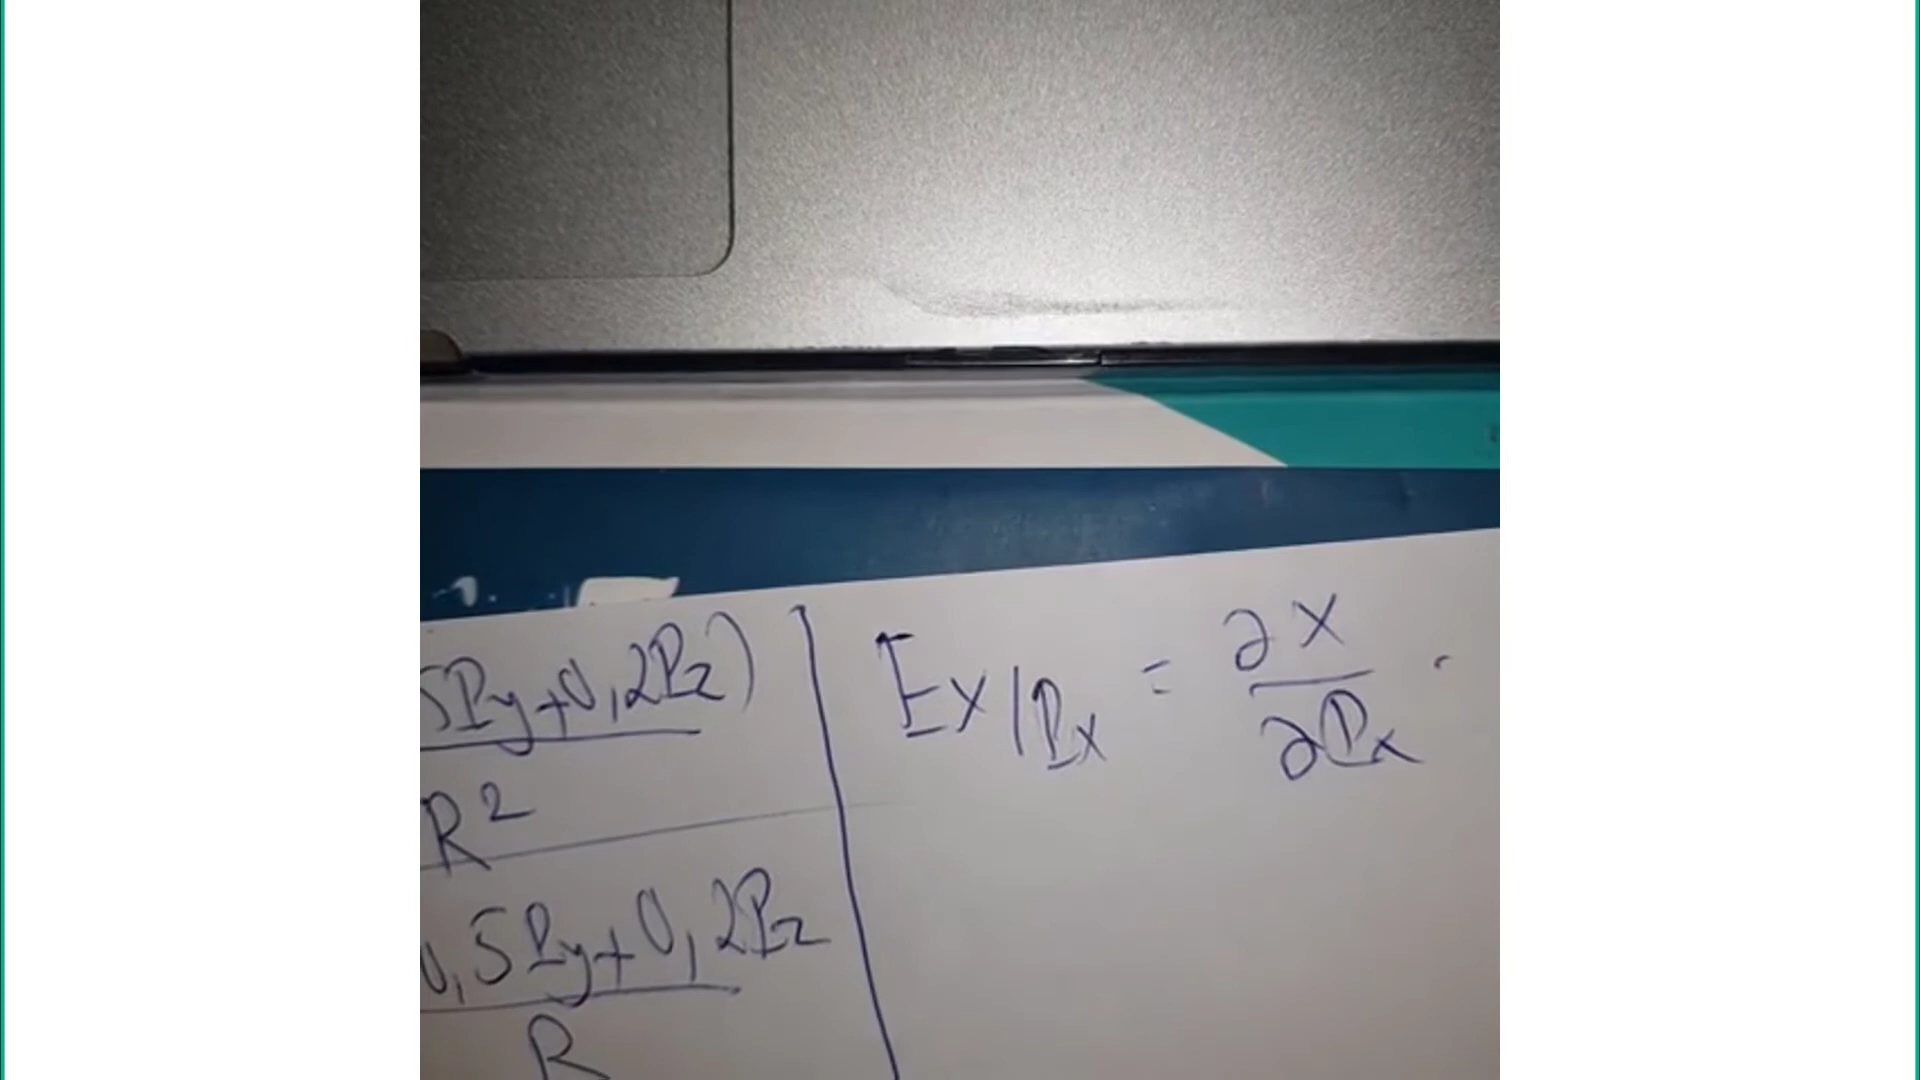 5Py+0,2Pz)
R²
0,5Py+0,2Pz
R
Ex/Px = ∂X
∂Px